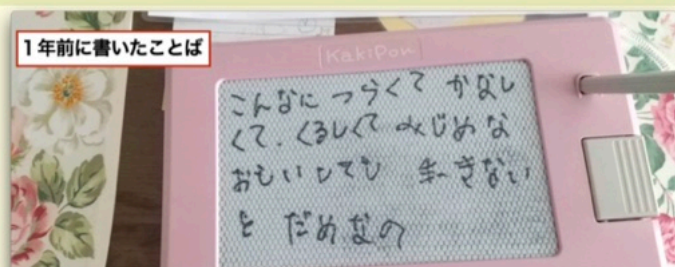 1年前に書いたことば
KakiPon
こんなに つらくて かなし
くて、くるしくて みじめな
おもいしても 生きない
と だめなの